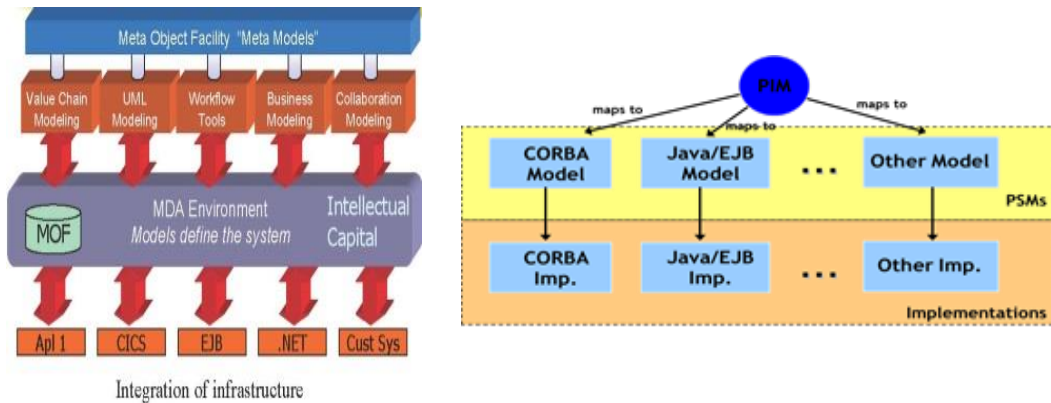 Meta Object Facility "Meta Models"
Value Chain
Modeling
UML
Modeling
Workflow
Tools
Business
Modeling
Collaboration
Modeling
MOF
MDA Environment
Models define the system
Intellectual
Capital
Apl 1
CICS
EJB
.NET
Cust Sys
Integration of infrastructure
PIM
maps to
maps to
maps to
CORBA
Model
Java/EJB
Model
...
Other Model
PSMs
CORBA
Imp.
Java/EJB
Imp.
...
Other Imp.
Implementations